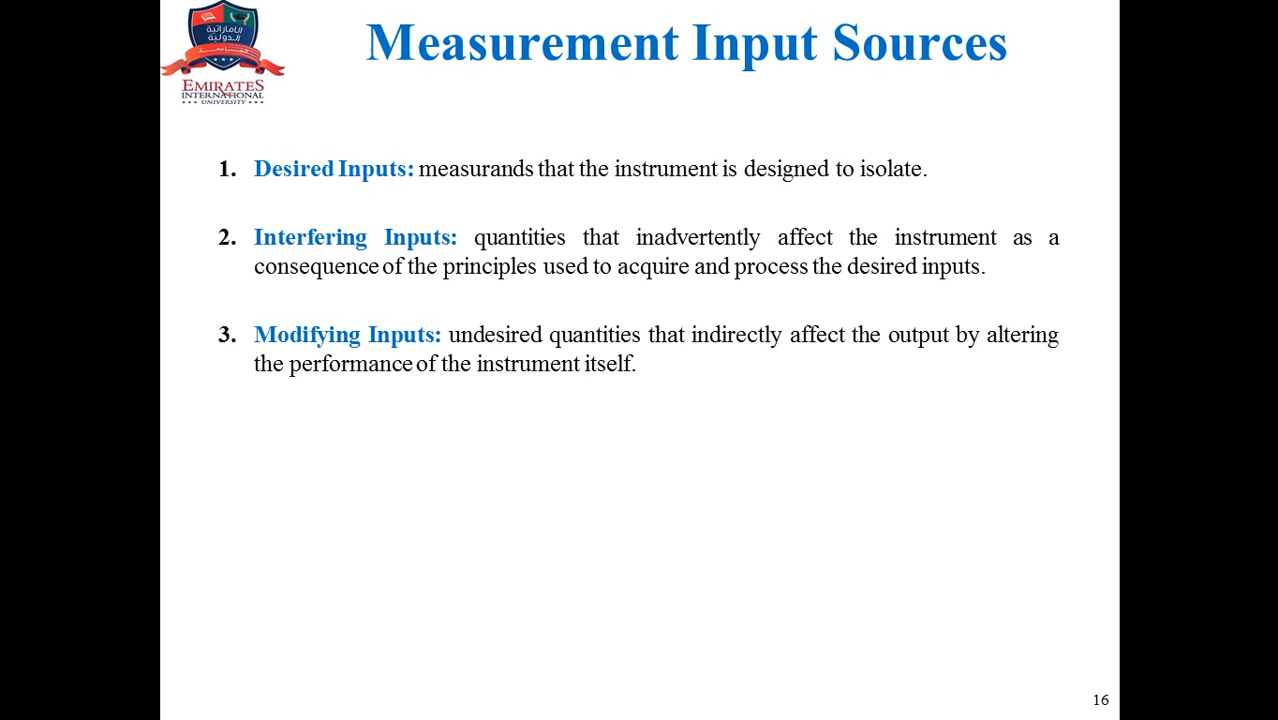 Measurement Input Sources
الإماراتية
الدولية
EMIRATES
INTERNATIONAL
UNIVERSITY
1. Desired Inputs: measurands that the instrument is designed to isolate.
2. Interfering Inputs: quantities that inadvertently affect the instrument as a
consequence of the principles used to acquire and process the desired inputs.
3. Modifying Inputs: undesired quantities that indirectly affect the output by altering
the performance of the instrument itself.
16